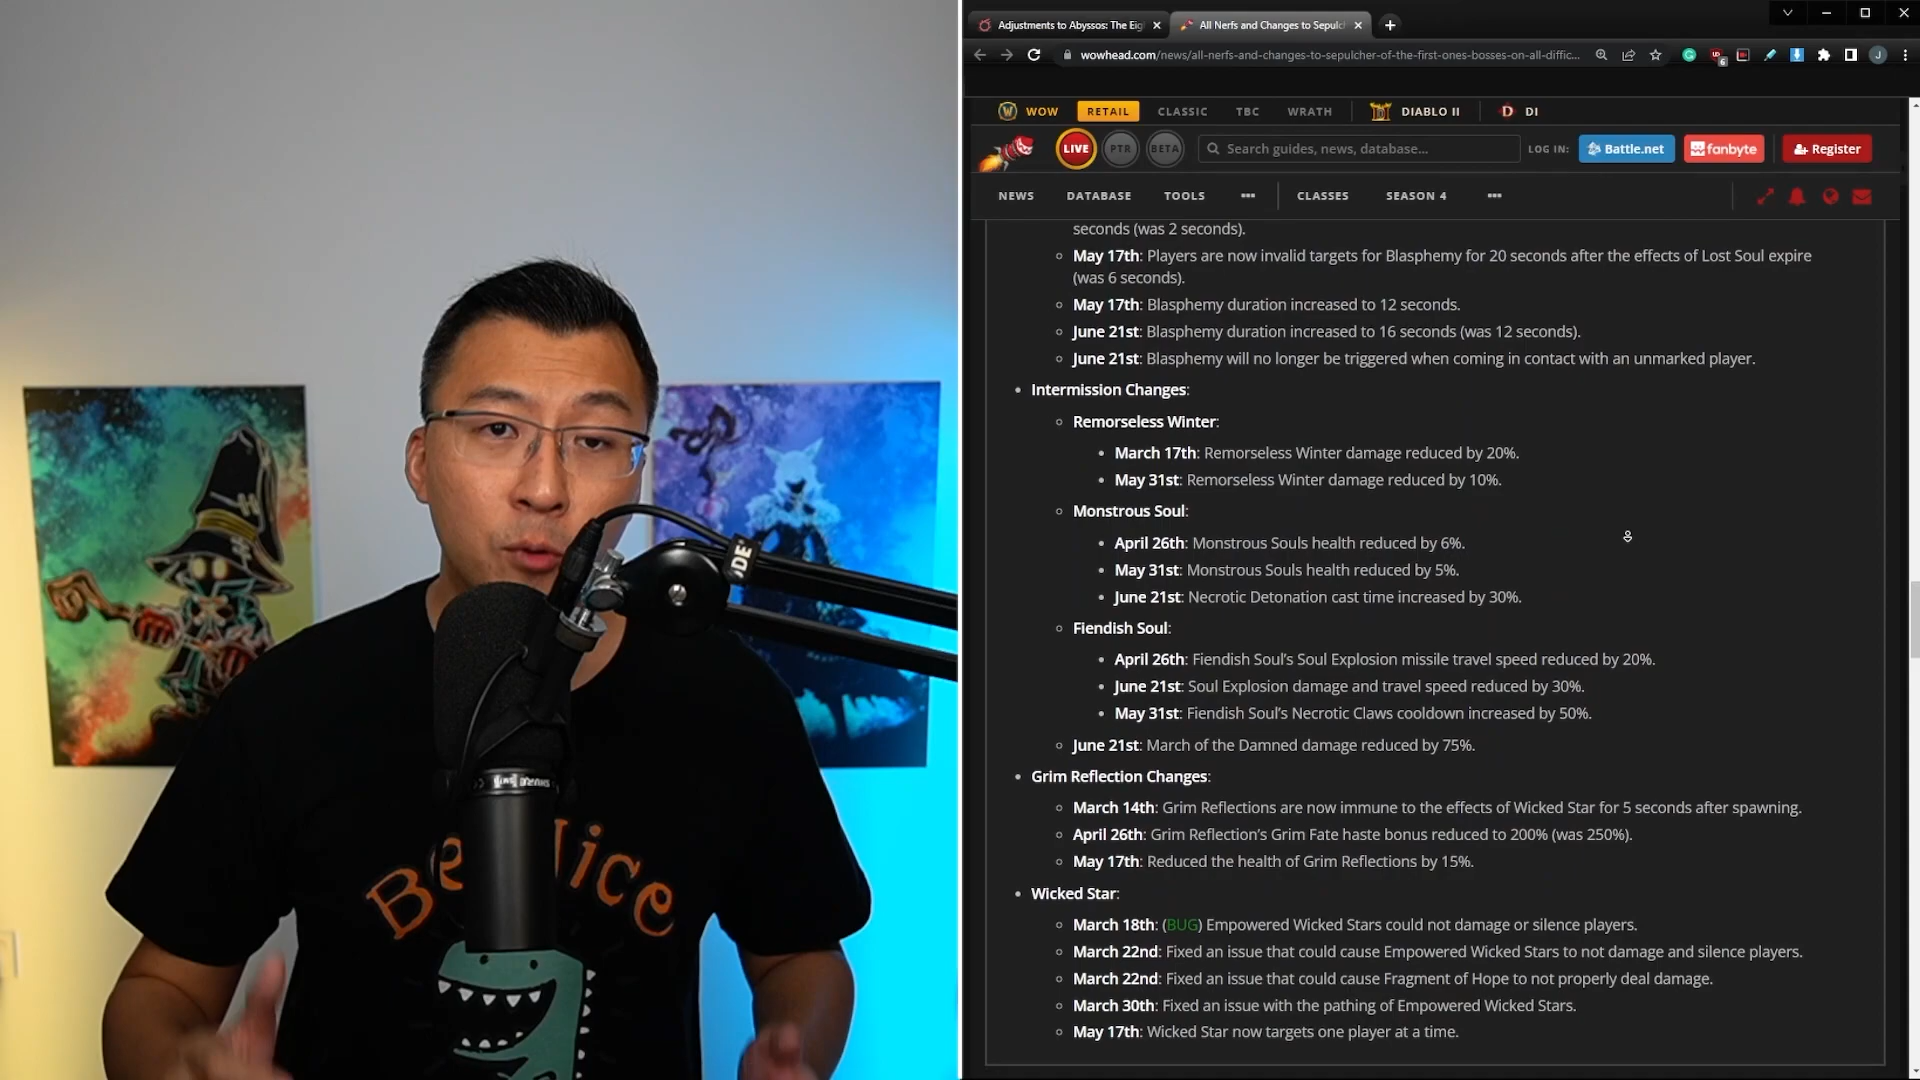 Adjustments to Abyssos: The Eig
All Nerfs and Changes to Sepulc
wowhead.com/news/all-nerfs-and-changes-to-sepulcher-of-the-first-ones-bosses-on-all-diffic...
6
J
WOW
RETAIL
CLASSIC
TBC
WRATH
DIABLO II
DI
LIVE
PTR
BETA
Search guides, news, database...
LOG IN:
Battle.net
fanbyte
Register
NEWS
DATABASE
TOOLS
CLASSES
SEASON 4
seconds (was 2 seconds).
May 17th: Players are now invalid targets for Blasphemy for 20 seconds after the effects of Lost Soul expire
(was 6 seconds).
May 17th: Blasphemy duration increased to 12 seconds.
June 21st: Blasphemy duration increased to 16 seconds (was 12 seconds).
June 21st: Blasphemy will no longer be triggered when coming in contact with an unmarked player.
Intermission Changes:
Remorseless Winter:
March 17th: Remorseless Winter damage reduced by 20%.
May 31st: Remorseless Winter damage reduced by 10%.
Monstrous Soul:
April 26th: Monstrous Souls health reduced by 6%.
May 31st: Monstrous Souls health reduced by 5%.
June 21st: Necrotic Detonation cast time increased by 30%.
Fiendish Soul:
April 26th: Fiendish Soul's Soul Explosion missile travel speed reduced by 20%.
June 21st: Soul Explosion damage and travel speed reduced by 30%.
May 31st: Fiendish Soul's Necrotic Claws cooldown increased by 50%.
June 21st: March of the Damned damage reduced by 75%.
Grim Reflection Changes:
March 14th: Grim Reflections are now immune to the effects of Wicked Star for 5 seconds after spawning.
April 26th: Grim Reflection's Grim Fate haste bonus reduced to 200% (was 250%).
May 17th: Reduced the health of Grim Reflections by 15%.
Wicked Star:
March 18th: (BUG) Empowered Wicked Stars could not damage or silence players.
March 22nd: Fixed an issue that could cause Empowered Wicked Stars to not damage and silence players.
March 22nd: Fixed an issue that could cause Fragment of Hope to not properly deal damage.
March 30th: Fixed an issue with the pathing of Empowered Wicked Stars.
May 17th: Wicked Star now targets one player at a time.